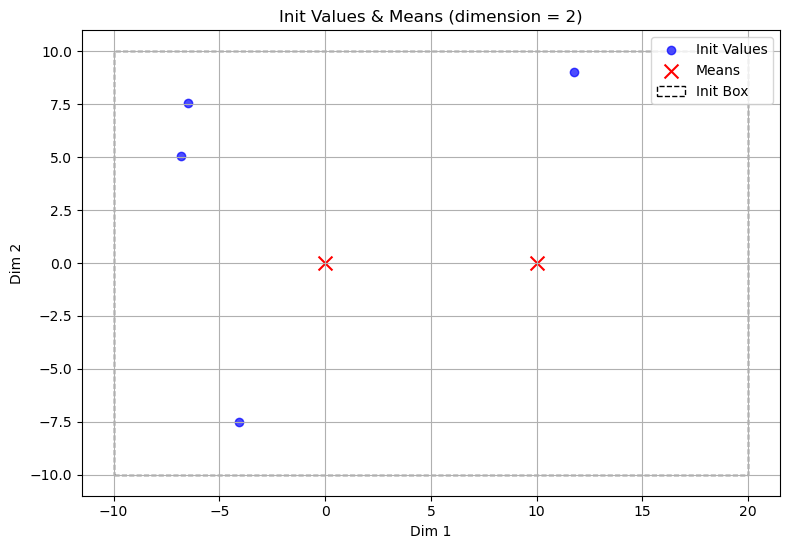 Init Values & Means (dimension = 2)
Init Values
Means
Init Box
10.0
7.5
5.0
2.5
0.0
−2.5
−5.0
−7.5
−10.0
Dim 2
−10
−5
0
5
10
15
20
Dim 1